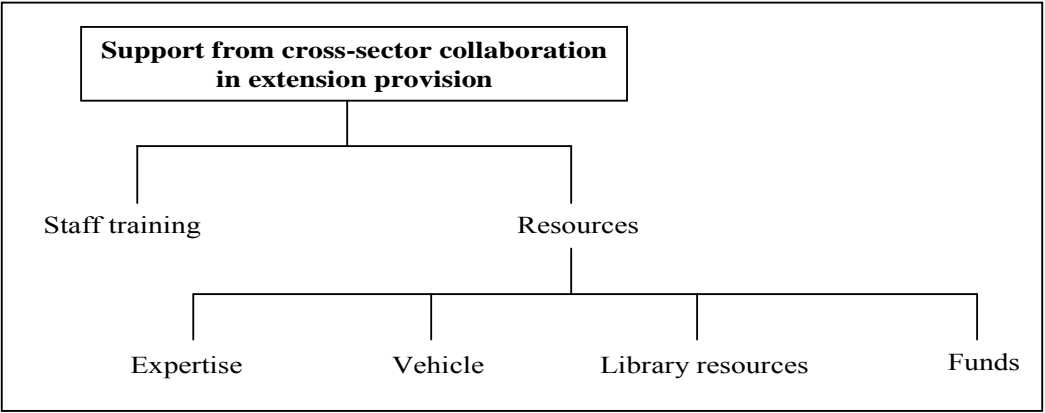 Support from cross-sector collaboration
in extension provision
Staff training
Resources
Expertise
Vehicle
Library resources
Funds